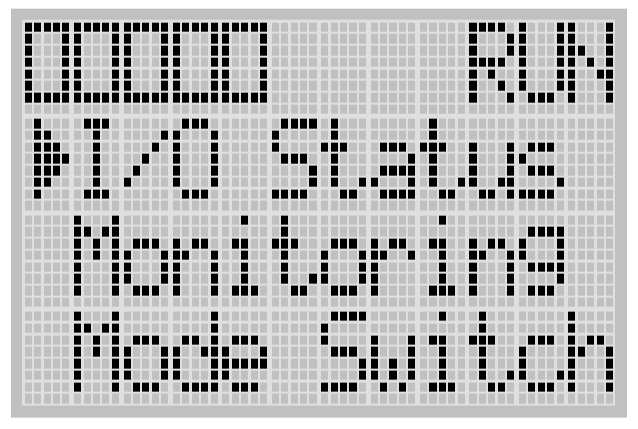 □□□□□ RUN
▶I/O Status
Monitoring
Mode Switch